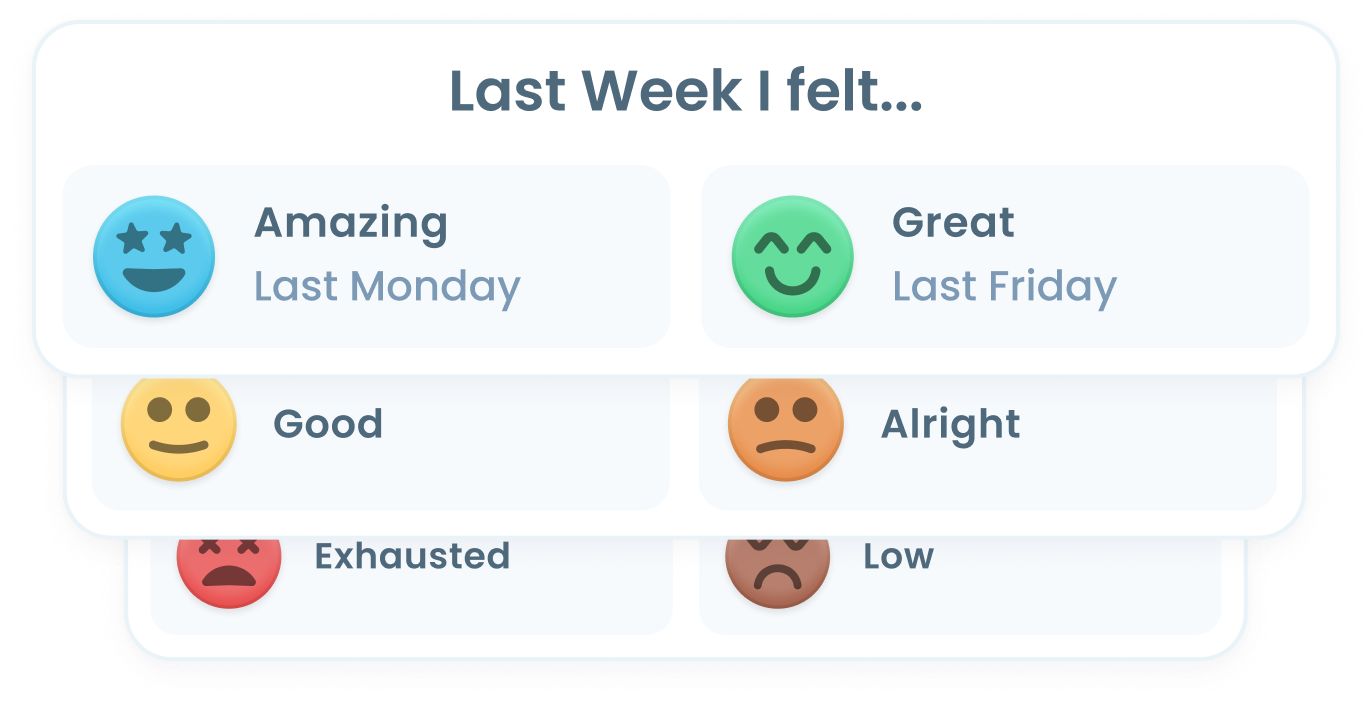 Last Week I felt...
Amazing
Last Monday
Great
Last Friday
Good
Alright
Exhausted
Low